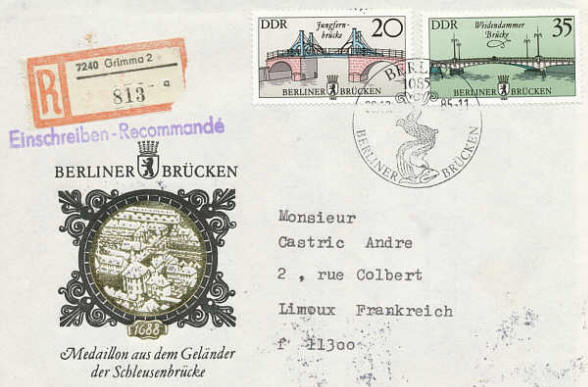 DDR
Jungfern-
brücke
20
BERLINER BRÜCKEN
DDR
Weidendammer
Brücke
35
BERLINER BRÜCKEN
R
7240 Grimma 2
813
a
Einschreiben-Recommandé
BERLIN
1085
85-11
BERLINER BRÜCKEN
BERLINER BRÜCKEN
1688
Medaillon aus dem Geländer
der Schleusenbrücke
Monsieur
Castric Andre
2 , rue Colbert
Limoux Frankreich
f 11300